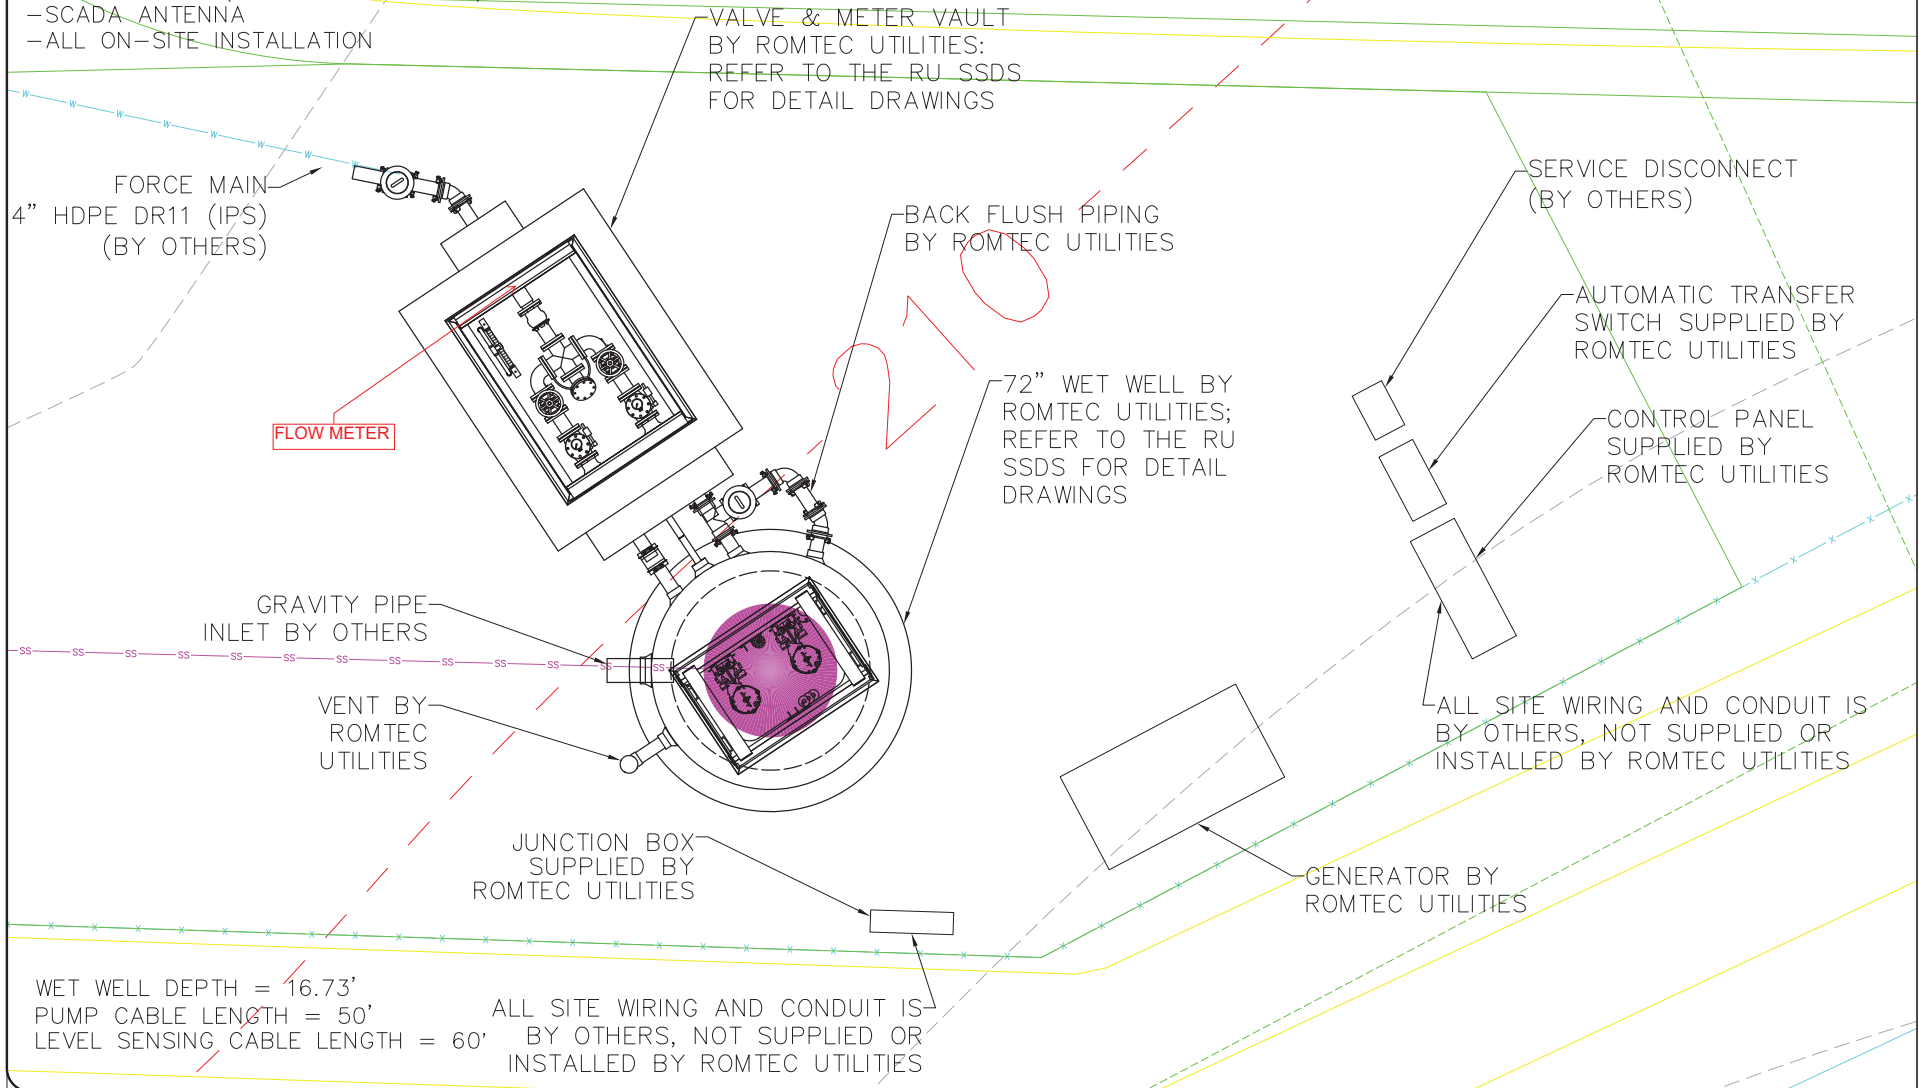 -SCADA ANTENNA
-ALL ON-SITE INSTALLATION
VALVE & METER VAULT
BY ROMTEC UTILITIES:
REFER TO THE RU SSDS
FOR DETAIL DRAWINGS
FORCE MAIN
4" HDPE DR11 (IPS)
(BY OTHERS)
BACK FLUSH PIPING
BY ROMTEC UTILITIES
SERVICE DISCONNECT
(BY OTHERS)
AUTOMATIC TRANSFER
SWITCH SUPPLIED BY
ROMTEC UTILITIES
210
FLOW METER
72" WET WELL BY
ROMTEC UTILITIES;
REFER TO THE RU
SSDS FOR DETAIL
DRAWINGS
CONTROL PANEL
SUPPLIED BY
ROMTEC UTILITIES
GRAVITY PIPE
INLET BY OTHERS
VENT BY
ROMTEC
UTILITIES
ALL SITE WIRING AND CONDUIT IS
BY OTHERS, NOT SUPPLIED OR
INSTALLED BY ROMTEC UTILITIES
JUNCTION BOX
SUPPLIED BY
ROMTEC UTILITIES
GENERATOR BY
ROMTEC UTILITIES
WET WELL DEPTH = 16.73'
PUMP CABLE LENGTH = 50'
LEVEL SENSING CABLE LENGTH = 60'
ALL SITE WIRING AND CONDUIT IS
BY OTHERS, NOT SUPPLIED OR
INSTALLED BY ROMTEC UTILITIES